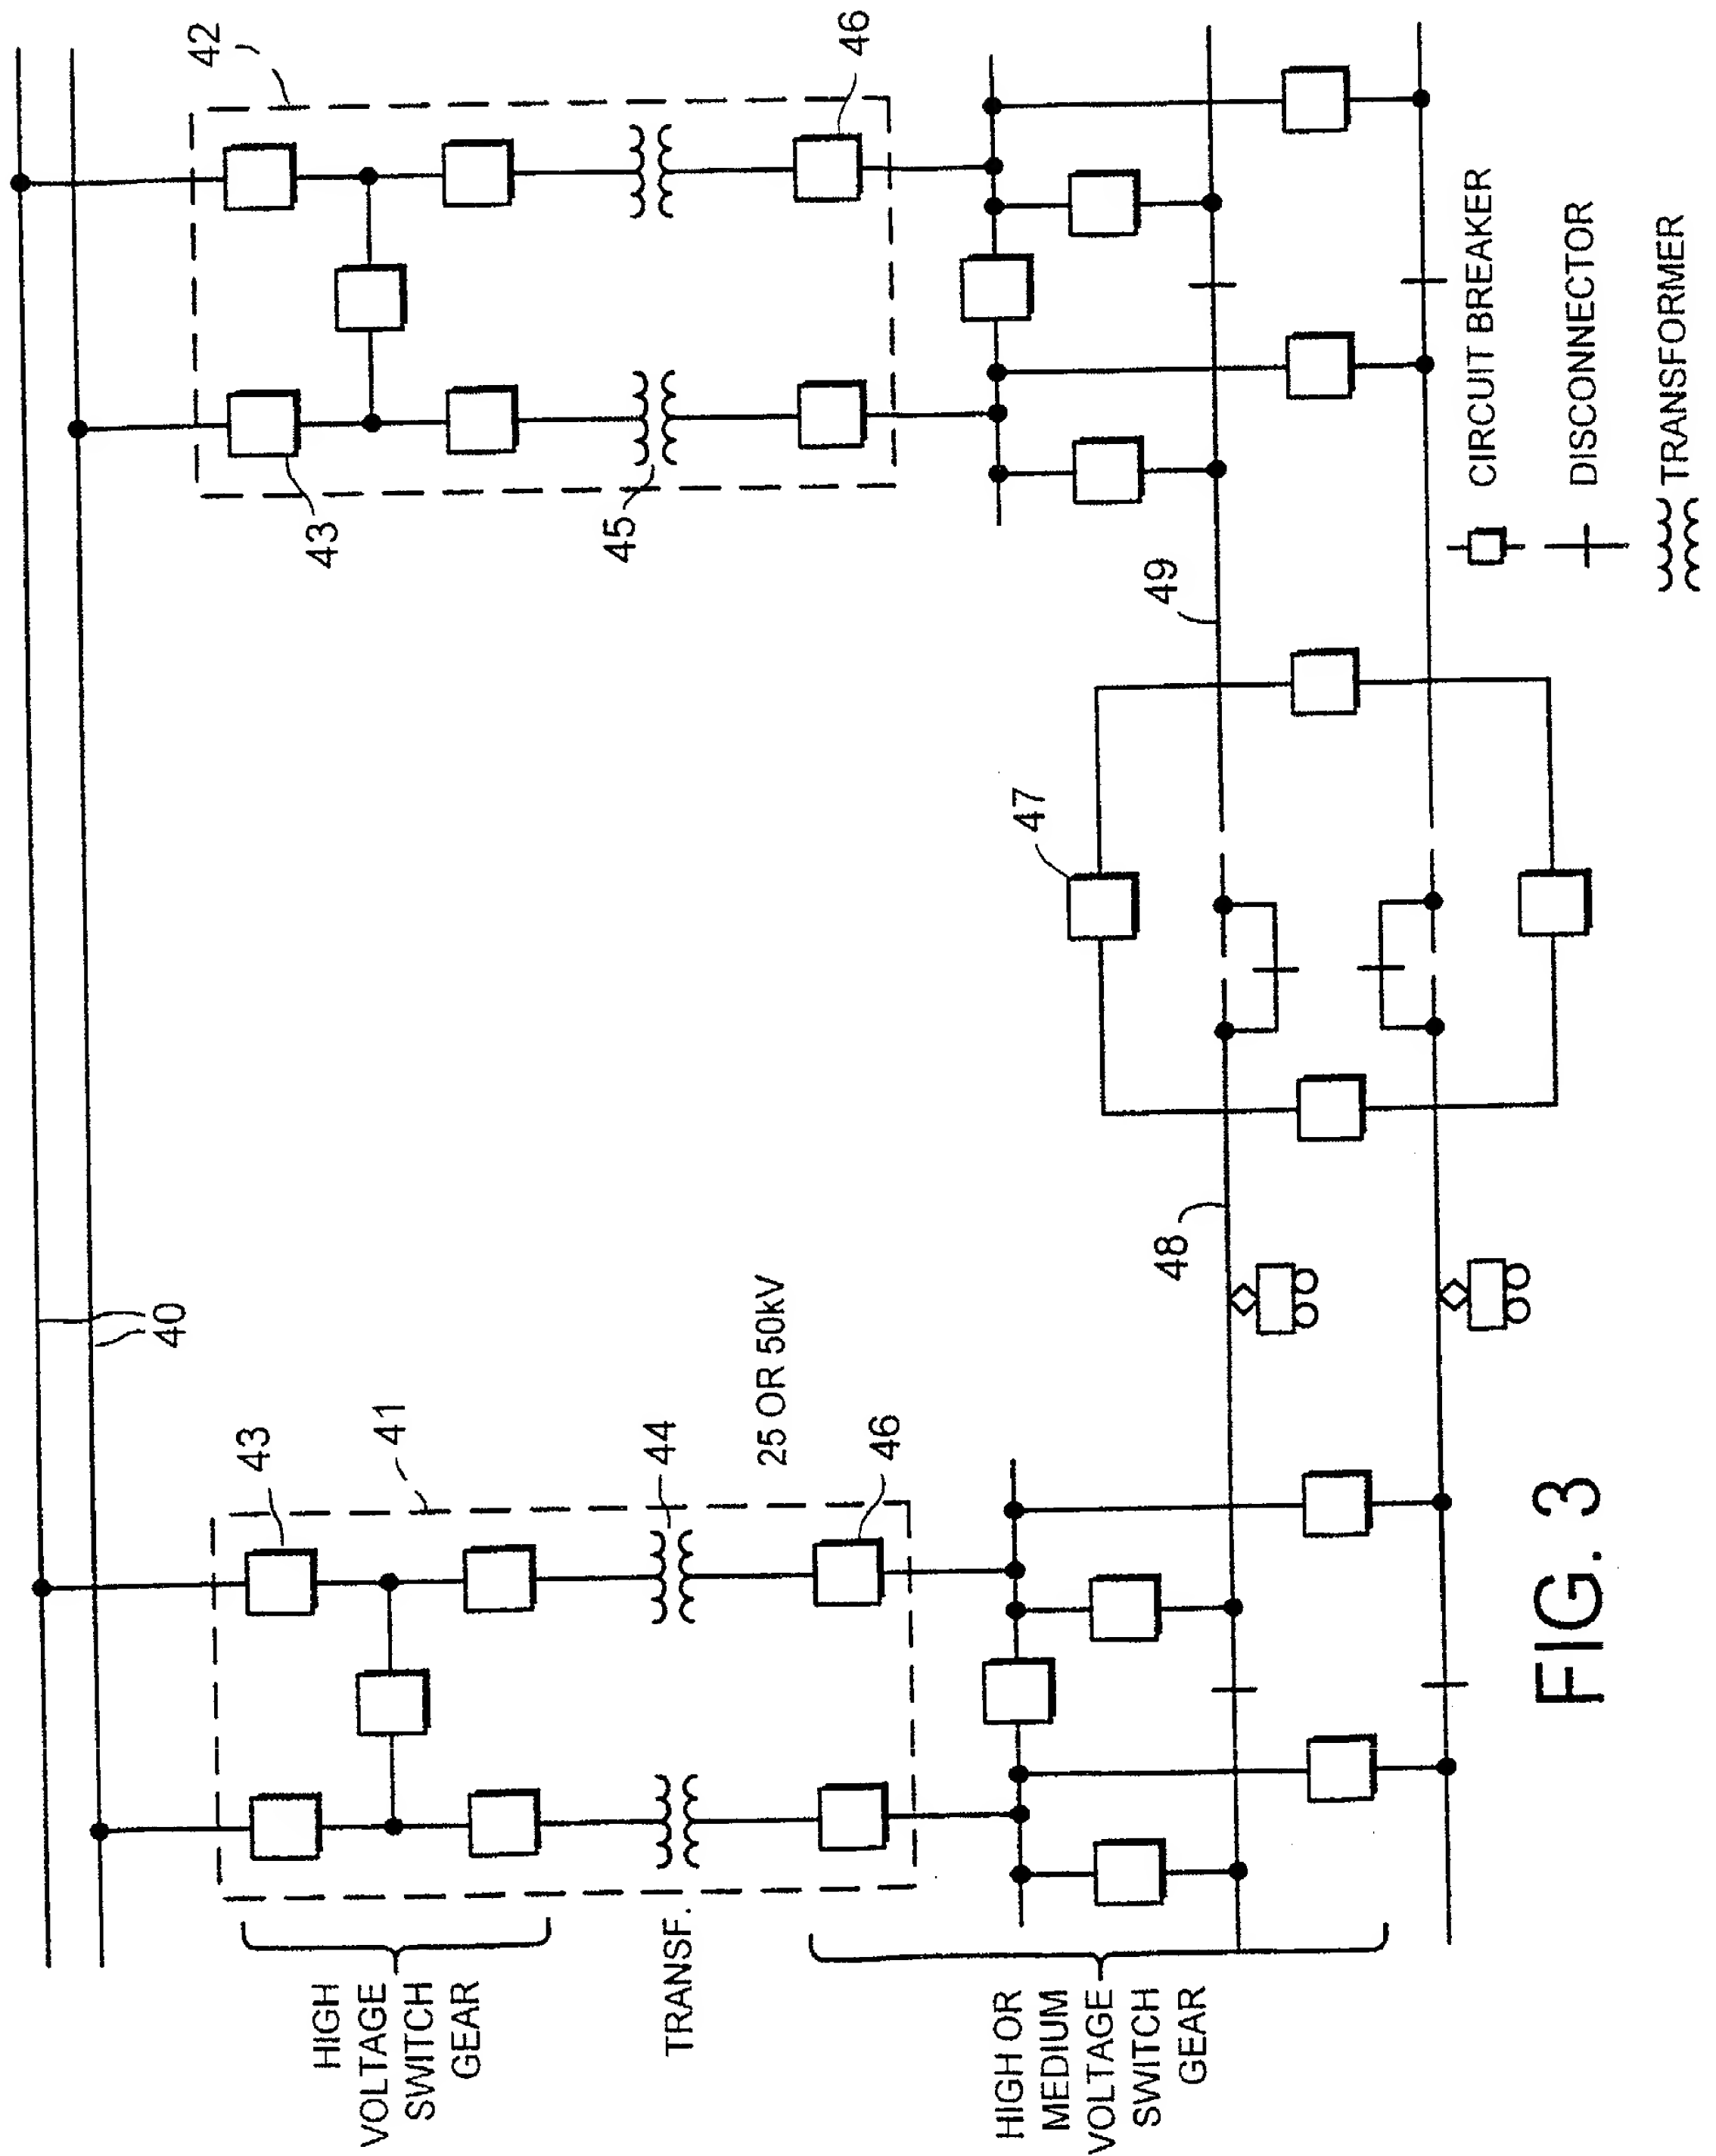 40
41
42
43
44
25 OR 50kV
46
43
45
46
47
48
49
HIGH
VOLTAGE
SWITCH
GEAR
TRANSF.
HIGH OR
MEDIUM
VOLTAGE
SWITCH
GEAR
CIRCUIT BREAKER
DISCONNECTOR
TRANSFORMER
FIG. 3